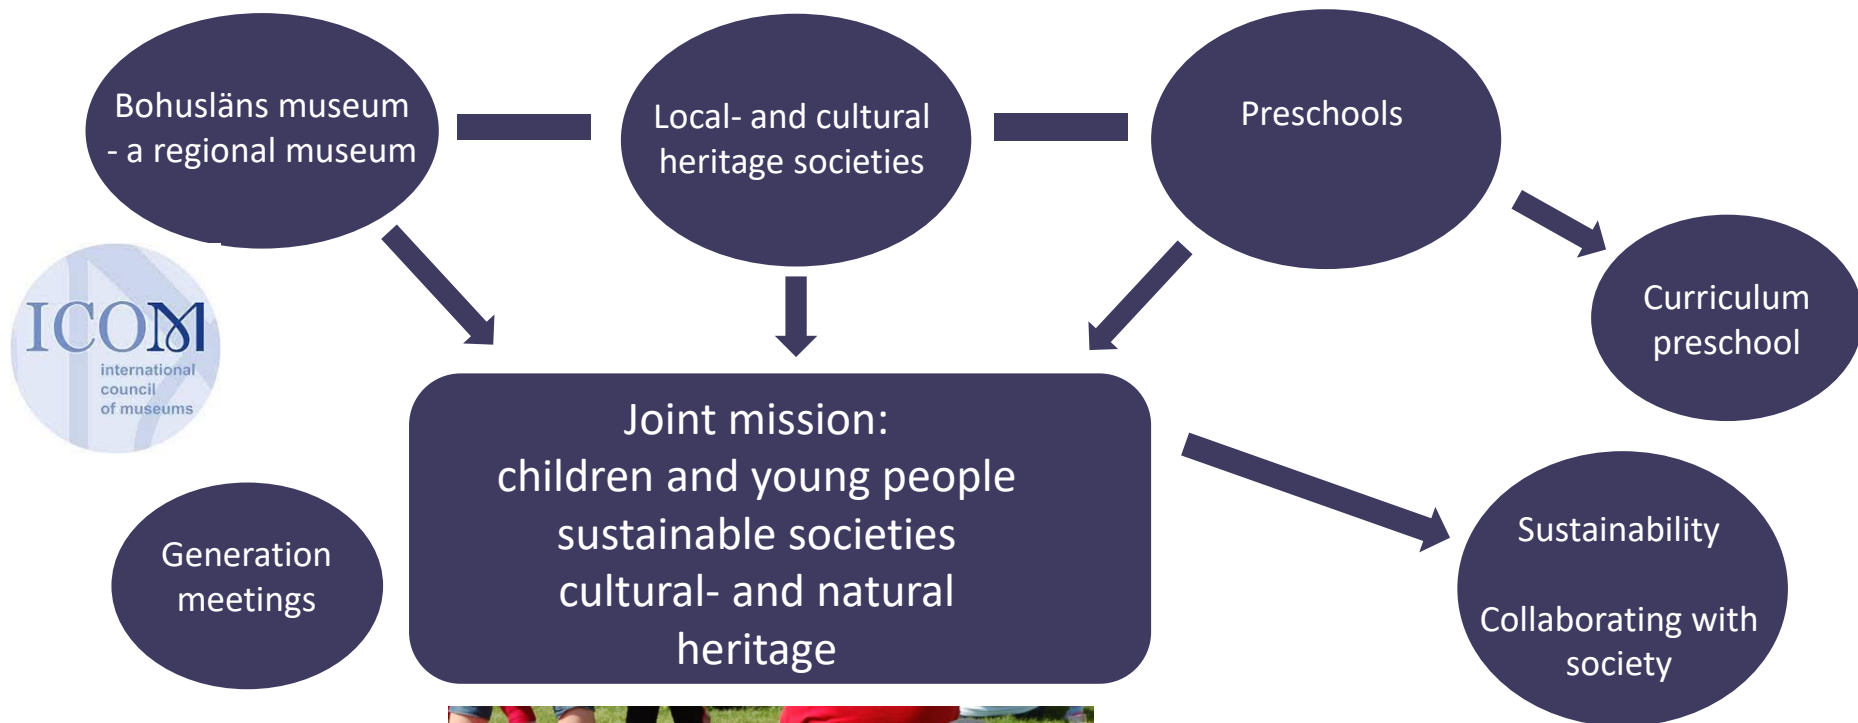 Bohusläns museum
- a regional museum
Local- and cultural
heritage societies
Preschools
Curriculum
preschool
ICOM
international
council
of museums
Joint mission:
children and young people
sustainable societies
cultural- and natural
heritage
Generation
meetings
Sustainability
Collaborating with
society